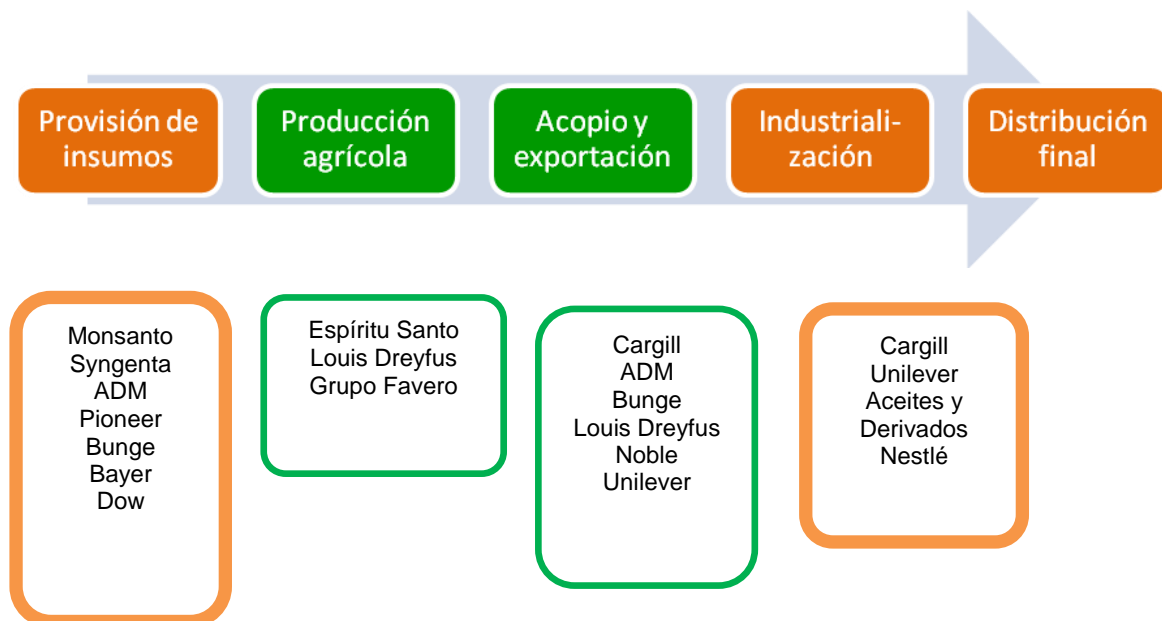 Provisión de
insumos
Producción
agrícola
Acopio y
exportación
Industriali-
zación
Distribución
final
Monsanto
Syngenta
ADM
Pioneer
Bunge
Bayer
Dow
Espíritu Santo
Louis Dreyfus
Grupo Favero
Cargill
ADM
Bunge
Louis Dreyfus
Noble
Unilever
Cargill
Unilever
Aceites y
Derivados
Nestlé